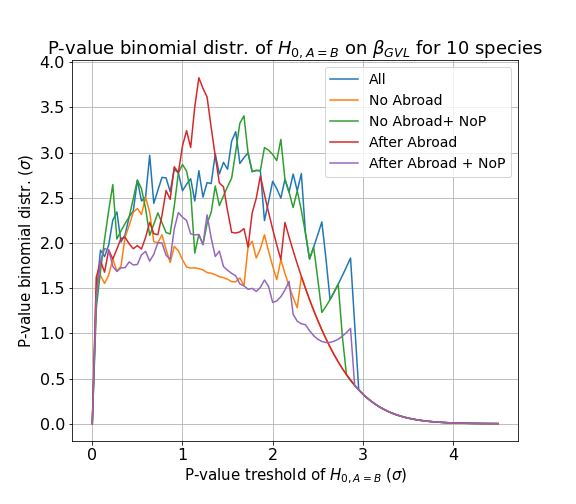 P-value binomial distr. of $H_{0,A=B}$ on $\beta_{GVL}$ for 10 species
4.0
3.5
3.0
2.5
2.0
1.5
1.0
0.5
0.0
P-value binomial distr. (σ)
All
No Abroad
No Abroad+ NoP
After Abroad
After Abroad + NoP
0 1 2 3 4
P-value treshold of $H_{0,A=B}$ (σ)